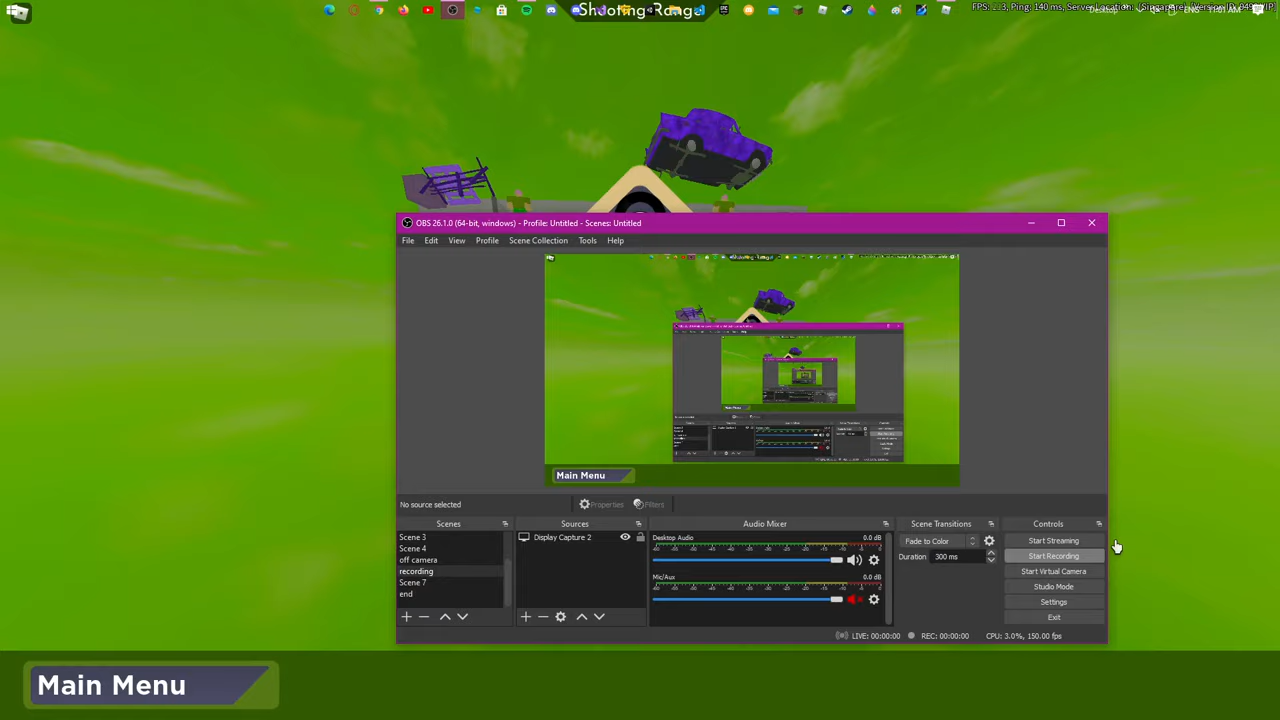 Shooting Range
11:01 AM
ENG
OBS 26.1.0 (64-bit, windows) - Profile: Untitled - Scenes: Untitled
File Edit View Profile Scene Collection Tools Help
Main Menu
No source selected
Properties
Filters
Scenes
Sources
Audio Mixer
Scene Transitions
Controls
Scene 3
Scene 4
off camera
recording
Scene 7
end
Display Capture 2
Desktop Audio 0.0 dB
Mic/Aux 0.0 dB
Fade to Color
Duration 300 ms
Start Streaming
Start Recording
Start Virtual Camera
Studio Mode
Settings
Exit
LIVE: 00:00:00 REC: 00:00:00 CPU: 3.0%, 150.00 fps
Main Menu